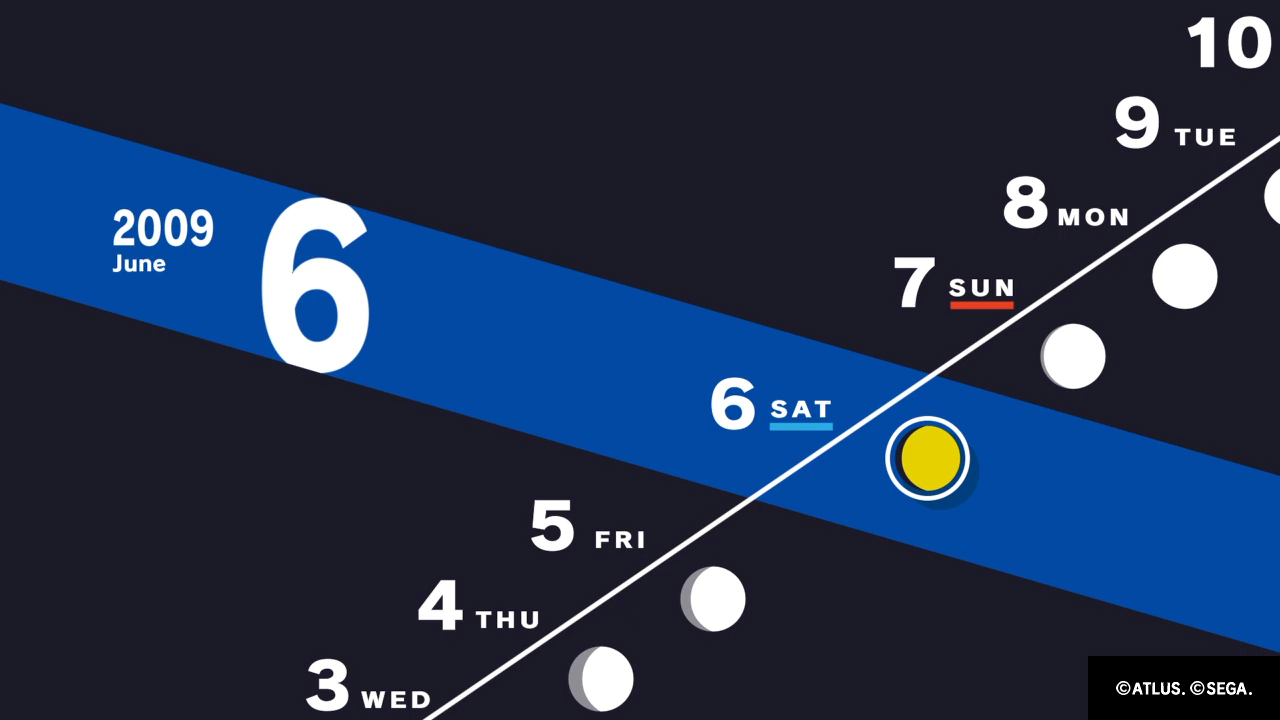 10
9 TUE
8 MON
7 SUN
2009
June
6
6 SAT
5 FRI
4 THU
3 WED
©ATLUS. ©SEGA.